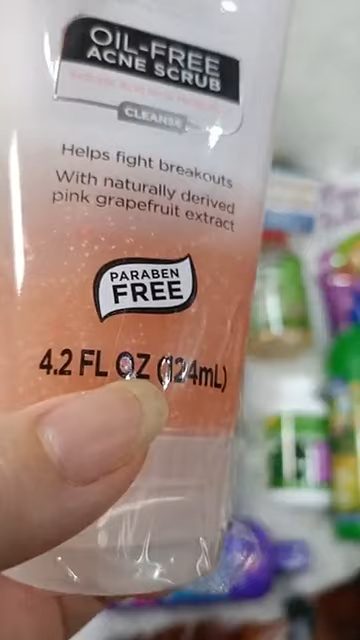 OIL-FREE
ACNE SCRUB
CLEANSE
Helps fight breakouts
With naturally derived
pink grapefruit extract
PARABEN
FREE
4.2 FL OZ (124mL)